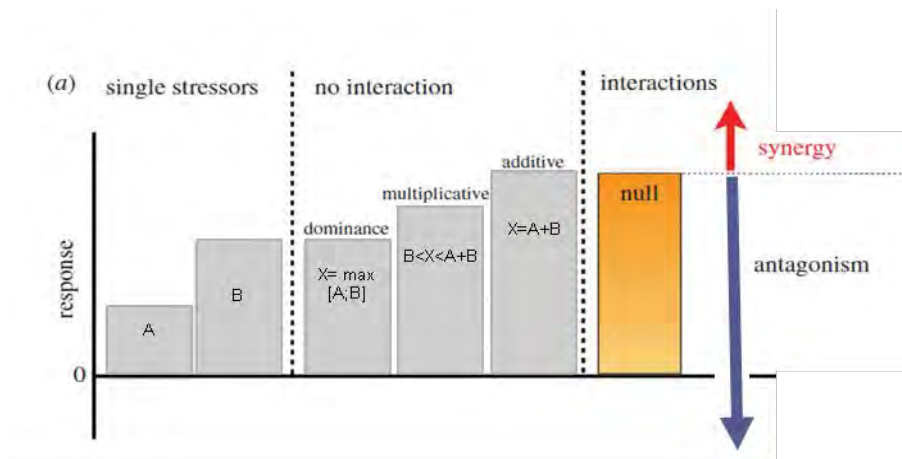 (a) single stressors
no interaction
interactions
synergy
additive
null
multiplicative
dominance
X=A+B
B<X<A+B
X= max
[A;B]
antagonism
B
A
response
0